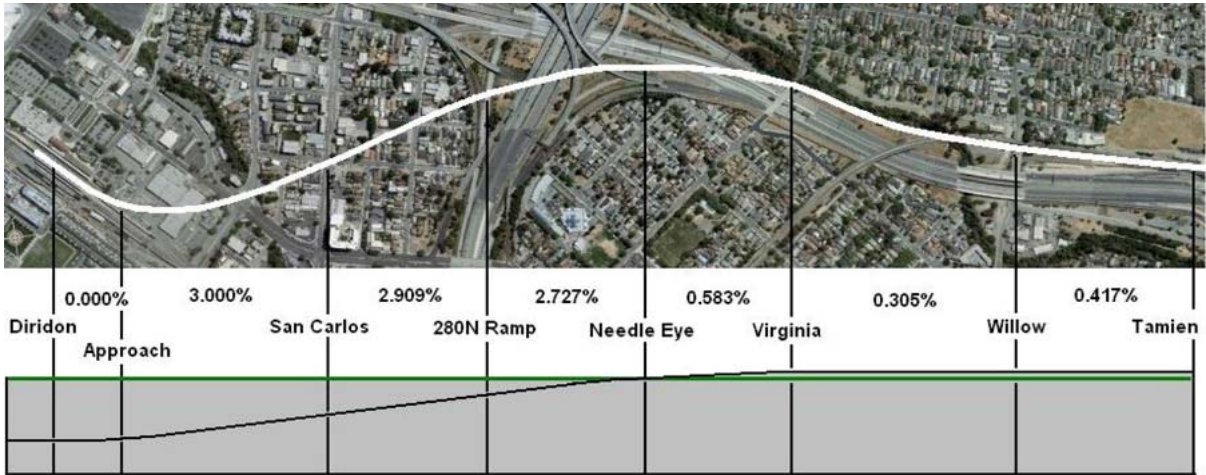 0.000% 3.000% 2.909% 2.727% 0.583% 0.305% 0.417%
Diridon San Carlos 280N Ramp Needle Eye Virginia Willow Tamien
Approach